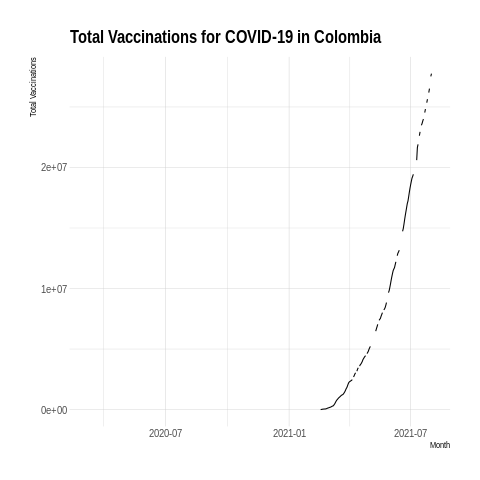 Total Vaccinations for COVID-19 in Colombia
Total Vaccinations
2e+07
1e+07
0e+00
2020-07
2021-01
2021-07
Month